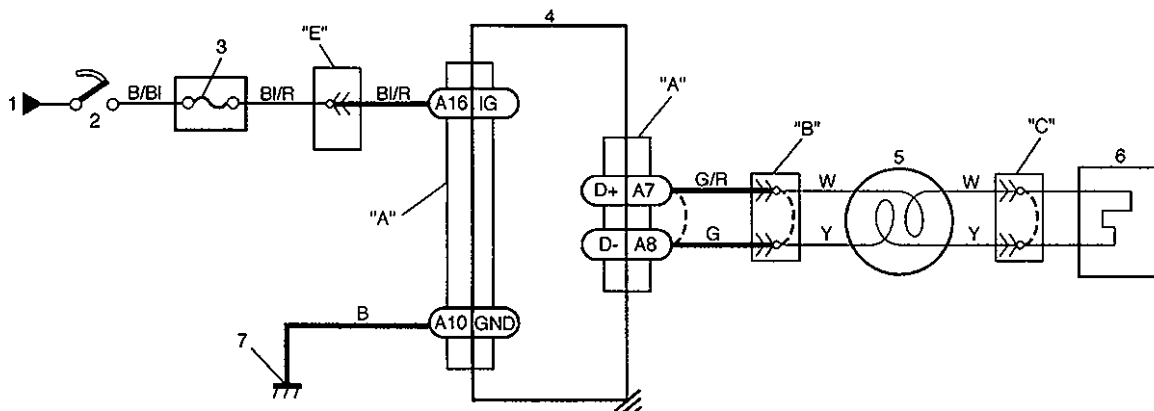 4
3
"E"
"A"
1
2
B/Bl
Bl/R
Bl/R
A16 IG
"B"
5
"C"
6
D+ A7
G/R
W
W
"A"
D- A8
G
Y
Y
B
A10 GND
7